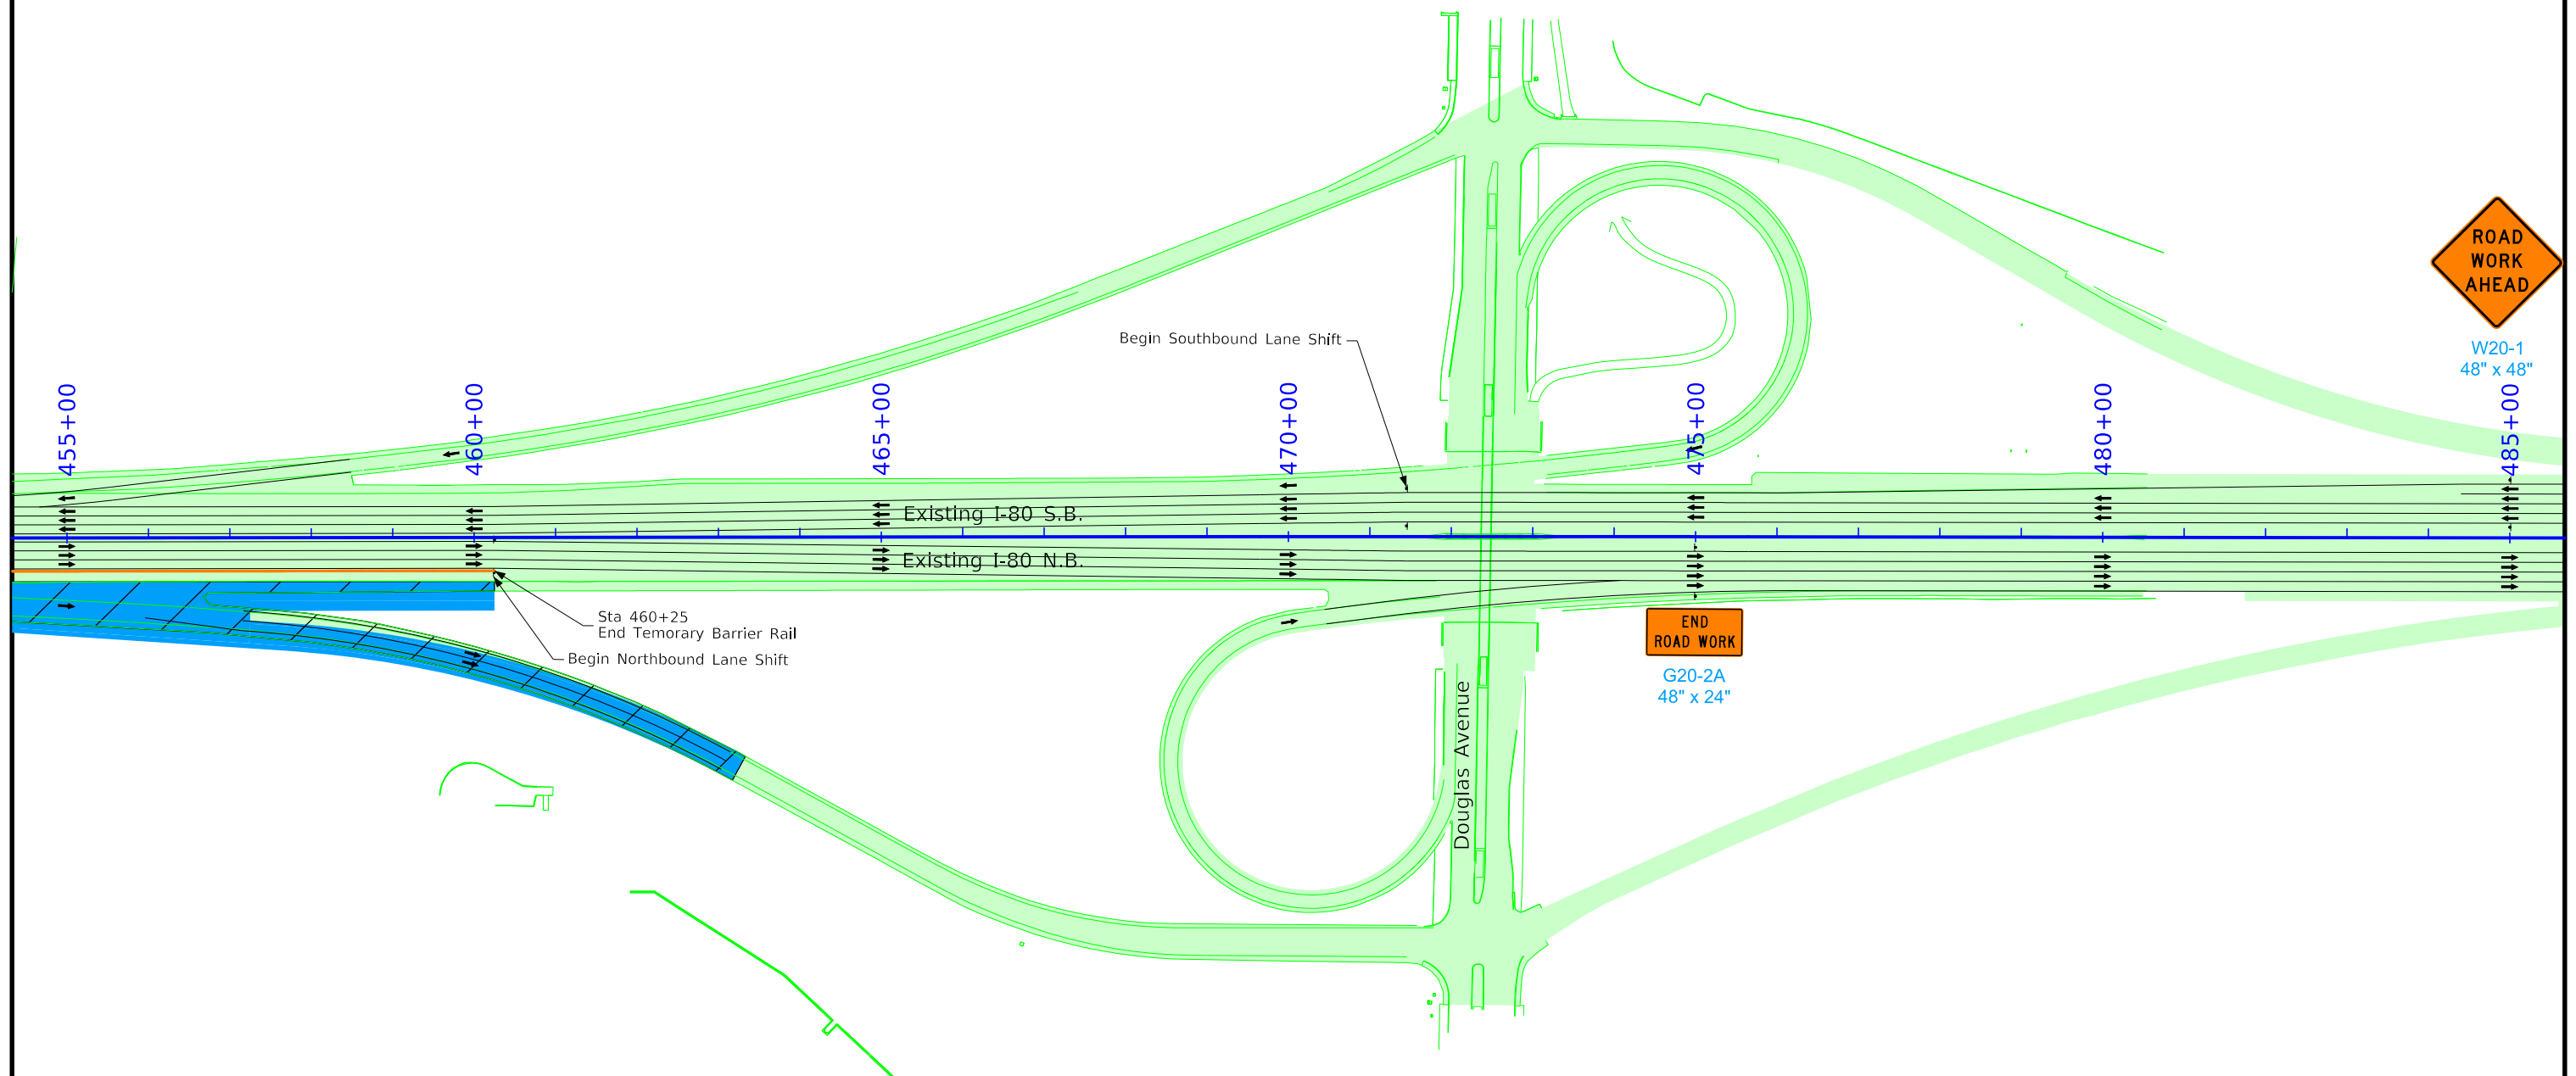 ROAD
WORK
AHEAD
W20-1
48" x 48"
Begin Southbound Lane Shift
455+00
460+00
465+00
470+00
475+00
480+00
485+00
Existing I-80 S.B.
Existing I-80 N.B.
Sta 460+25
End Temorary Barrier Rail
Begin Northbound Lane Shift
END
ROAD WORK
G20-2A
48" x 24"
Douglas Avenue